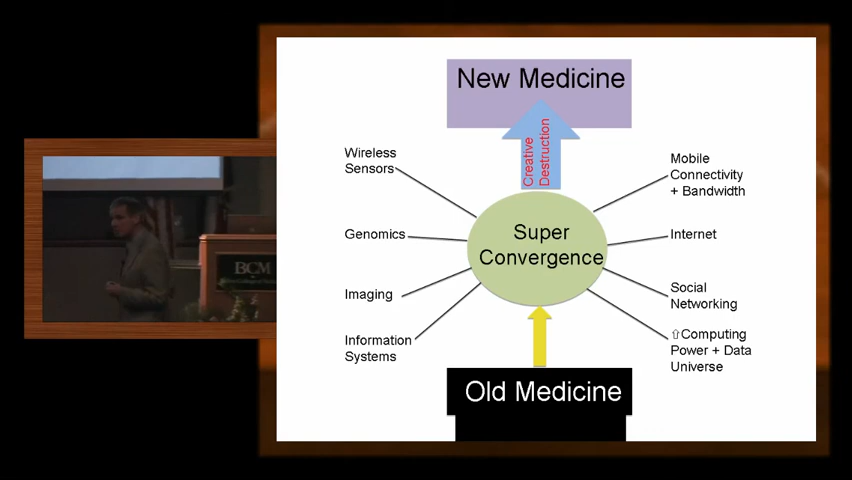 New Medicine
Creative
Destruction
Wireless
Sensors
Mobile
Connectivity
+ Bandwidth
Genomics
Super
Convergence
Internet
Imaging
Social
Networking
Information
Systems
⇧Computing
Power + Data
Universe
Old Medicine
BCM